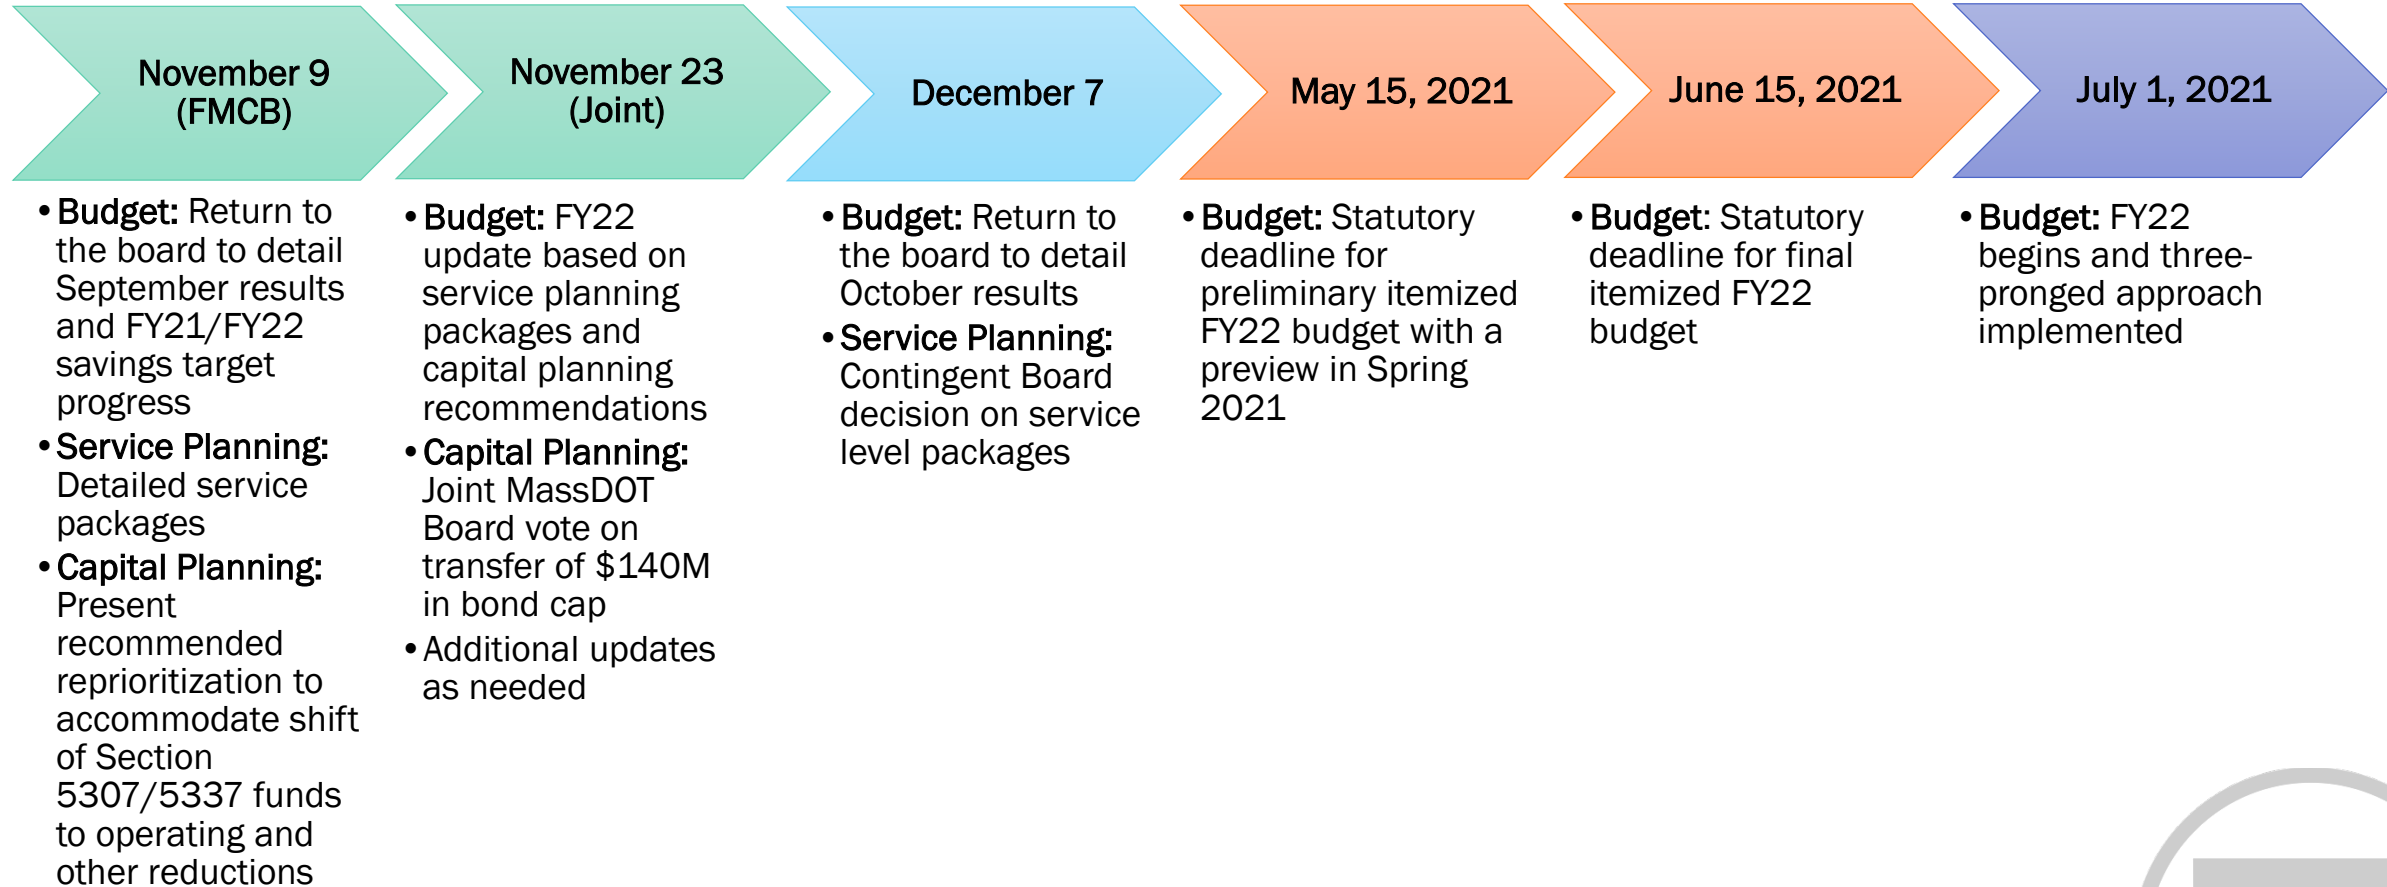 November 9
(FMCB)
November 23
(Joint)
December 7
May 15, 2021
June 15, 2021
July 1, 2021
•Budget: Return to
the board to detail
September results
and FY21/FY22
savings target
progress
•Service Planning:
Detailed service
packages
•Capital Planning:
Present
recommended
reprioritization to
accommodate shift
of Section
5307/5337 funds
to operating and
other reductions
•Budget: FY22
update based on
service planning
packages and
capital planning
recommendations
•Capital Planning:
Joint MassDOT
Board vote on
transfer of $140M
in bond cap
•Additional updates
as needed
•Budget: Return to
the board to detail
October results
•Service Planning:
Contingent Board
decision on service
level packages
•Budget: Statutory
deadline for
preliminary itemized
FY22 budget with a
preview in Spring
2021
•Budget: Statutory
deadline for final
itemized FY22
budget
•Budget: FY22
begins and three-
pronged approach
implemented